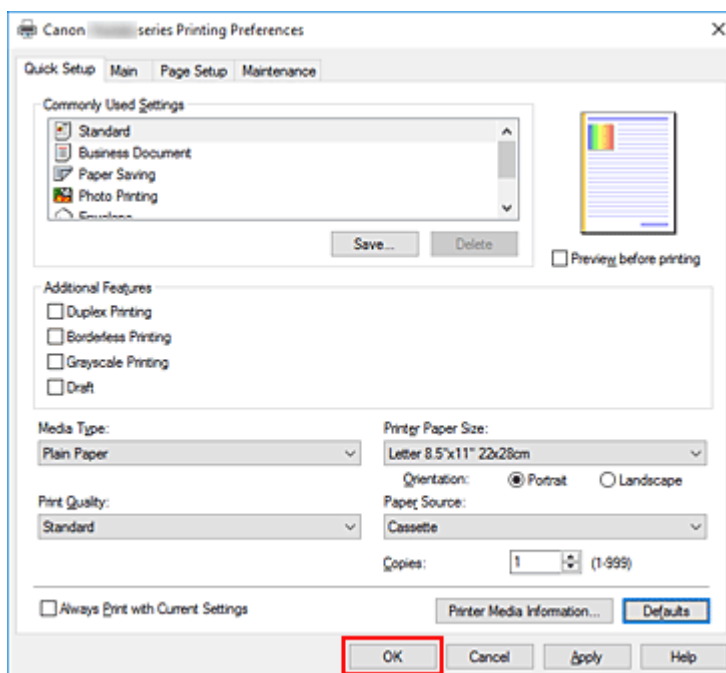 Canon series Printing Preferences
Quick Setup Main Page Setup Maintenance
Commonly Used Settings
Standard
Business Document
Paper Saving
Photo Printing
Envelope
Save... Delete
Preview before printing
Additional Features
Duplex Printing
Borderless Printing
Grayscale Printing
Draft
Media Type:
Plain Paper
Printer Paper Size:
Letter 8.5"x11" 22x28cm
Orientation: Portrait Landscape
Print Quality:
Standard
Paper Source:
Cassette
Copies: 1 (1-999)
Always Print with Current Settings
Printer Media Information... Defaults
OK Cancel Apply Help